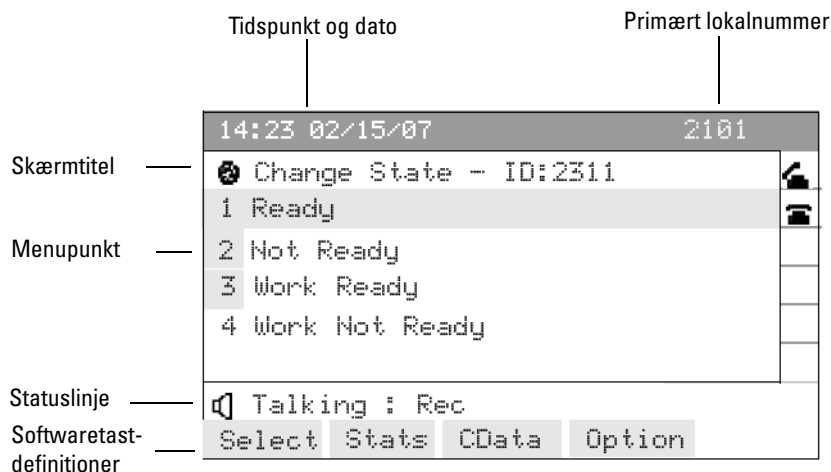 Tidspunkt og dato
Primært lokalnummer
14:23 02/15/07 2101
Skærmtitel
Change State - ID:2311
1 Ready
Menupunkt
2 Not Ready
3 Work Ready
4 Work Not Ready
Statuslinje
Talking : Rec
Softwaretast-
definitioner
Select Stats CData Option